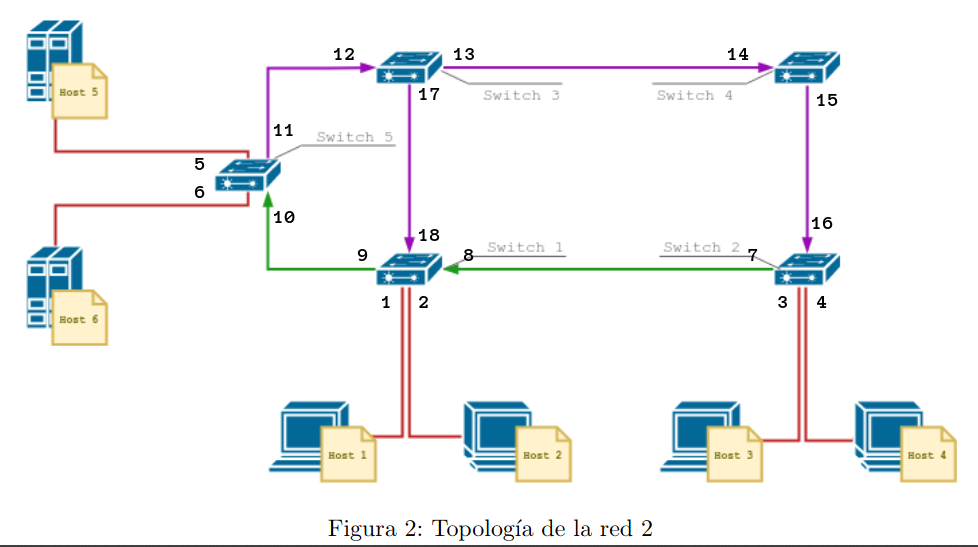 12
13
14
Host 5
17
Switch 3
Switch 4
15
11
Switch 5
5
6
10
16
18
9
8
Switch 1
Switch 2
7
1
2
3
4
Host 6
Host 1
Host 2
Host 3
Host 4
Figura 2: Topología de la red 2